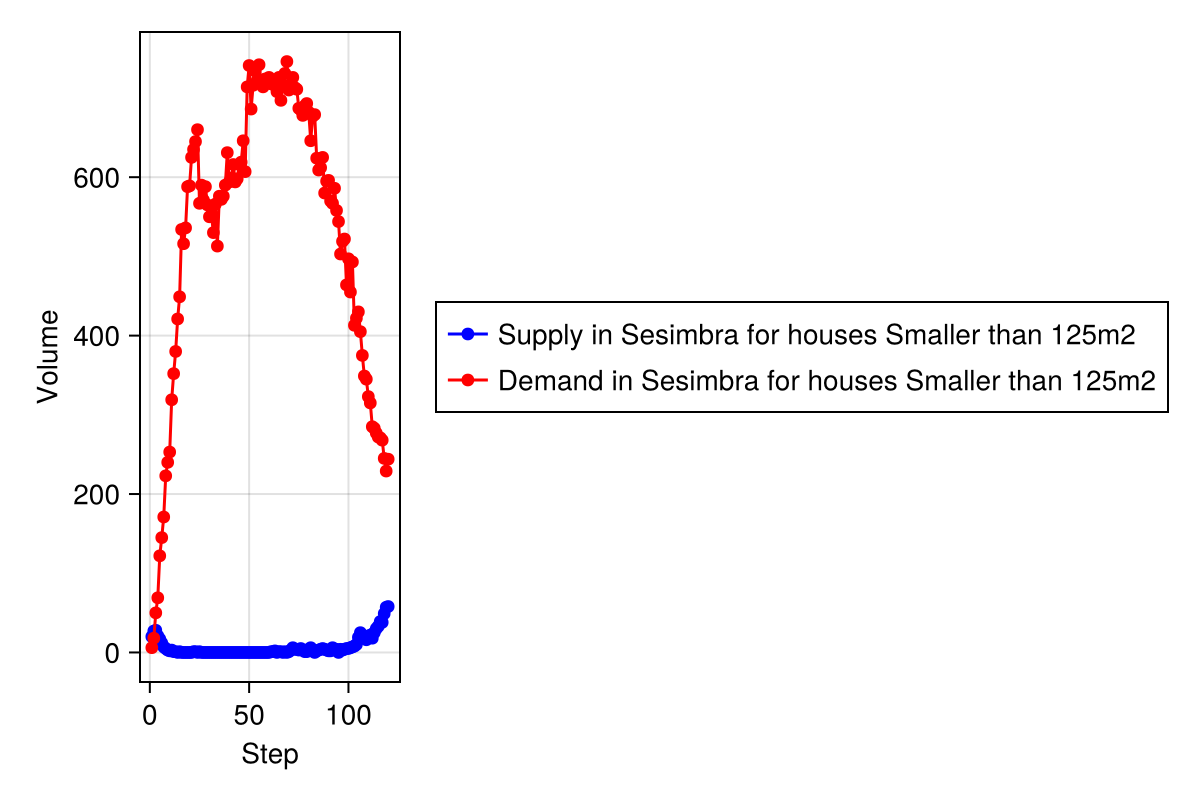 Volume
600
400
200
0
0 50 100
Step
Supply in Sesimbra for houses Smaller than 125m2
Demand in Sesimbra for houses Smaller than 125m2